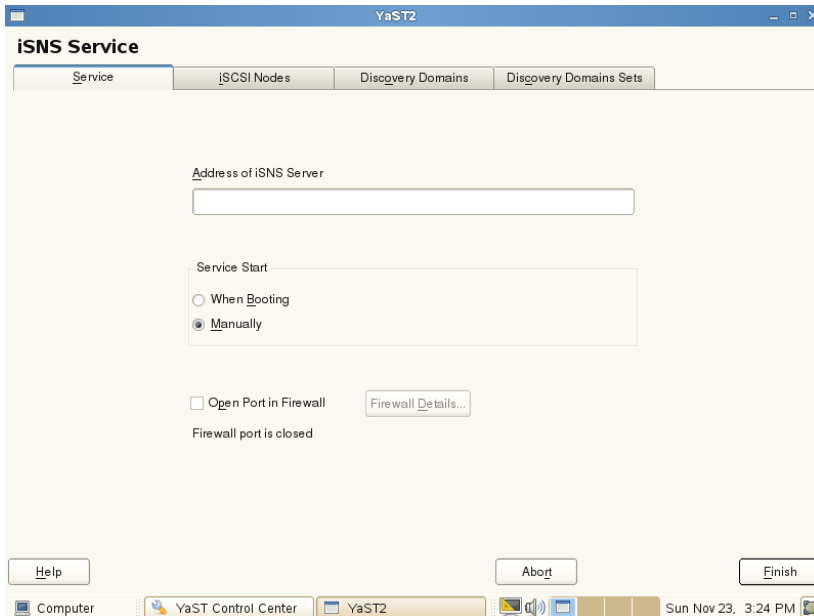 YaST2
iSNS Service
Service iSCSI Nodes Discovery Domains Discovery Domains Sets
Address of iSNS Server
Service Start
When Booting
Manually
Open Port in Firewall Firewall Details...
Firewall port is closed
Help Abort Finish
Computer YaST Control Center YaST2 Sun Nov 23, 3:24 PM